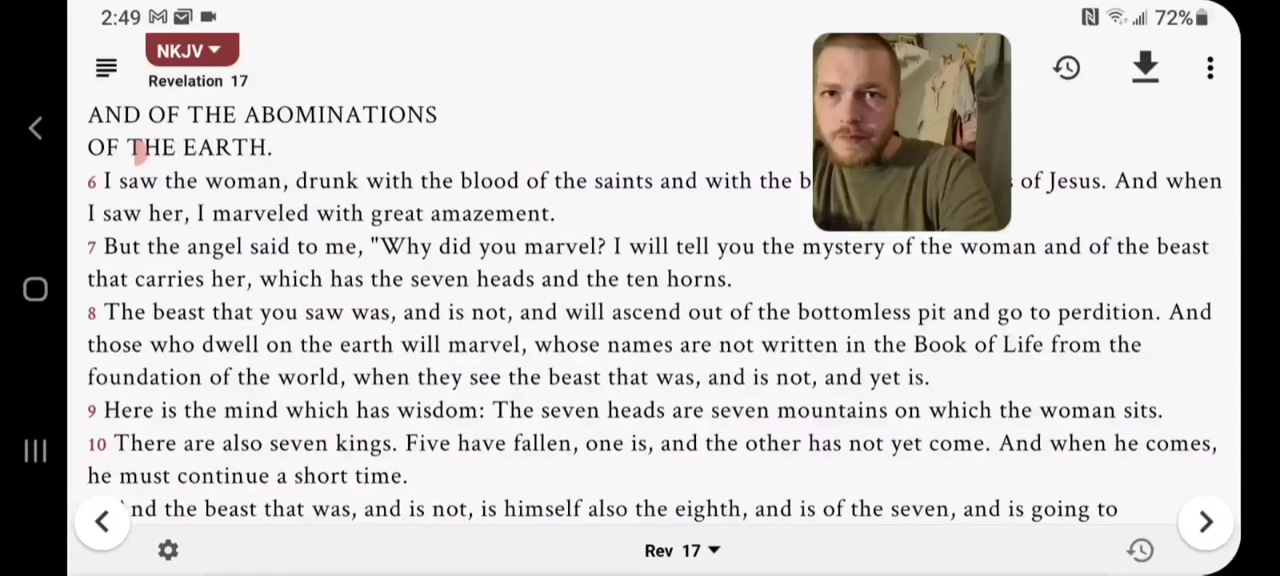 2:49 72%
NKJV
Revelation 17
AND OF THE ABOMINATIONS
OF THE EARTH.
6 I saw the woman, drunk with the blood of the saints and with the of Jesus. And when
I saw her, I marveled with great amazement.
7 But the angel said to me, "Why did you marvel? I will tell you the mystery of the woman and of the beast
that carries her, which has the seven heads and the ten horns.
8 The beast that you saw was, and is not, and will ascend out of the bottomless pit and go to perdition. And
those who dwell on the earth will marvel, whose names are not written in the Book of Life from the
foundation of the world, when they see the beast that was, and is not, and yet is.
9 Here is the mind which has wisdom: The seven heads are seven mountains on which the woman sits.
10 There are also seven kings. Five have fallen, one is, and the other has not yet come. And when he comes,
he must continue a short time.
the beast that was, and is not, is himself also the eighth, and is of the seven, and is going to
Rev 17